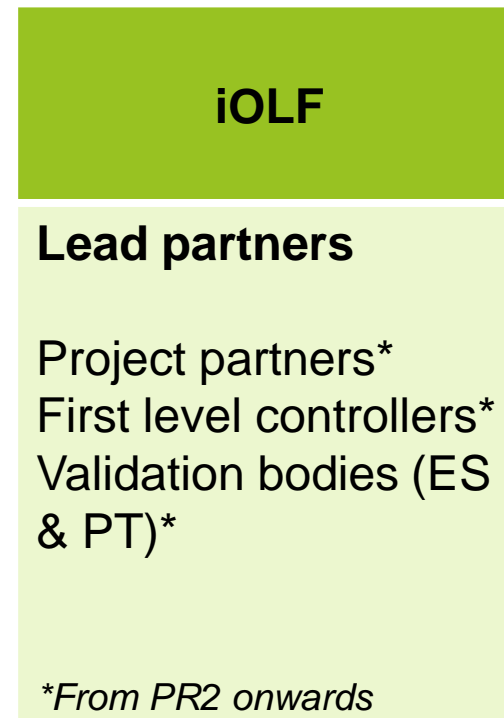 iOLF
Lead partners
Project partners*
First level controllers*
Validation bodies (ES
& PT)*
*From PR2 onwards